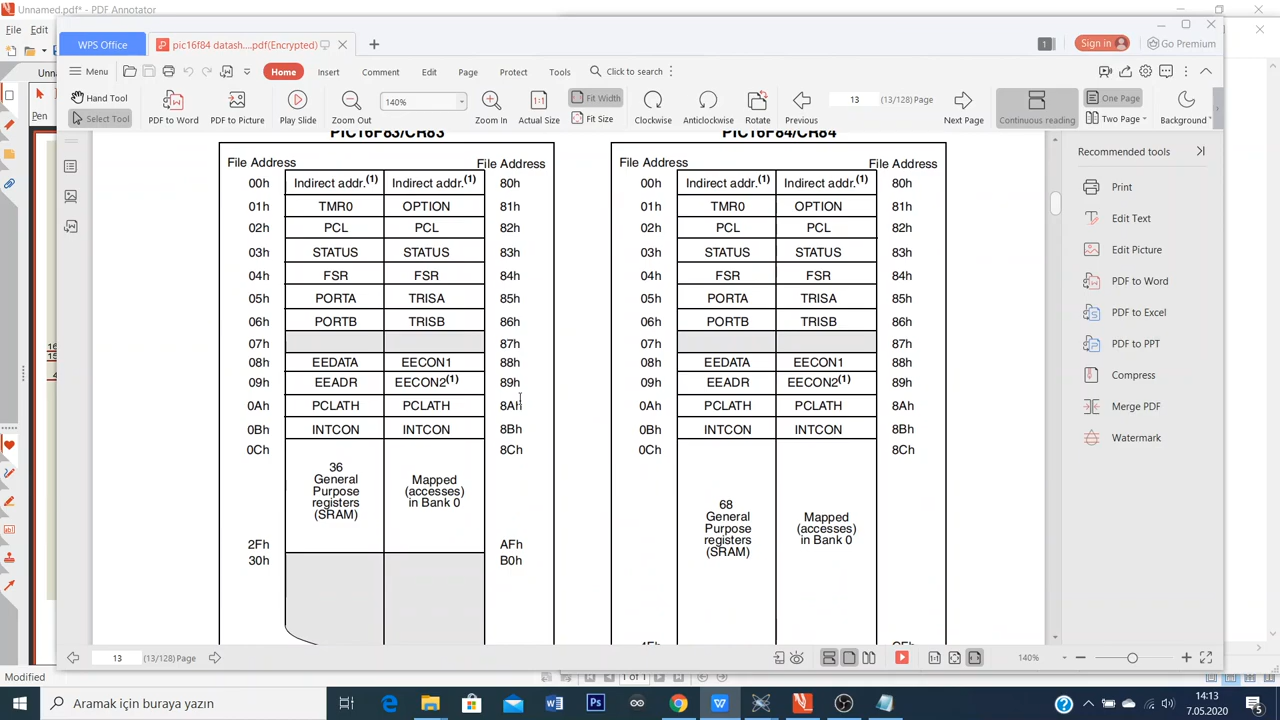 Unnamed.pdf* - PDF Annotator
File Edit
WPS Office pic16f84 datash....pdf(Encrypted)
1 Sign in Go Premium
Menu Home Insert Comment Edit Page Protect Tools Click to search
Pen
Hand Tool
Select Tool
PDF to Word PDF to Picture Play Slide Zoom Out 140% Zoom In Actual Size Fit Width Fit Size Clockwise Anticlockwise Rotate Previous 13 (13/128)Page Next Page Continuous reading One Page Two Page Background
PIC16F83/CR83 PIC16F84/CR84
File Address File Address File Address File Address
00h Indirect addr.(1) Indirect addr.(1) 80h 00h Indirect addr.(1) Indirect addr.(1) 80h
01h TMR0 OPTION 81h 01h TMR0 OPTION 81h
02h PCL PCL 82h 02h PCL PCL 82h
03h STATUS STATUS 83h 03h STATUS STATUS 83h
04h FSR FSR 84h 04h FSR FSR 84h
05h PORTA TRISA 85h 05h PORTA TRISA 85h
06h PORTB TRISB 86h 06h PORTB TRISB 86h
07h 87h 07h 87h
08h EEDATA EECON1 88h 08h EEDATA EECON1 88h
09h EEADR EECON2(1) 89h 09h EEADR EECON2(1) 89h
0Ah PCLATH PCLATH 8Ah 0Ah PCLATH PCLATH 8Ah
0Bh INTCON INTCON 8Bh 0Bh INTCON INTCON 8Bh
0Ch 8Ch 0Ch 8Ch
36
General
Purpose
registers
(SRAM)
Mapped
(accesses)
in Bank 0
68
General
Purpose
registers
(SRAM)
Mapped
(accesses)
in Bank 0
2Fh AFh
30h B0h
Recommended tools
Print
Edit Text
Edit Picture
PDF to Word
PDF to Excel
PDF to PPT
Compress
Merge PDF
Watermark
13 (13/128)Page 140%
Modified 1 of 1
Aramak için buraya yazın
14:13
7.05.2020
5